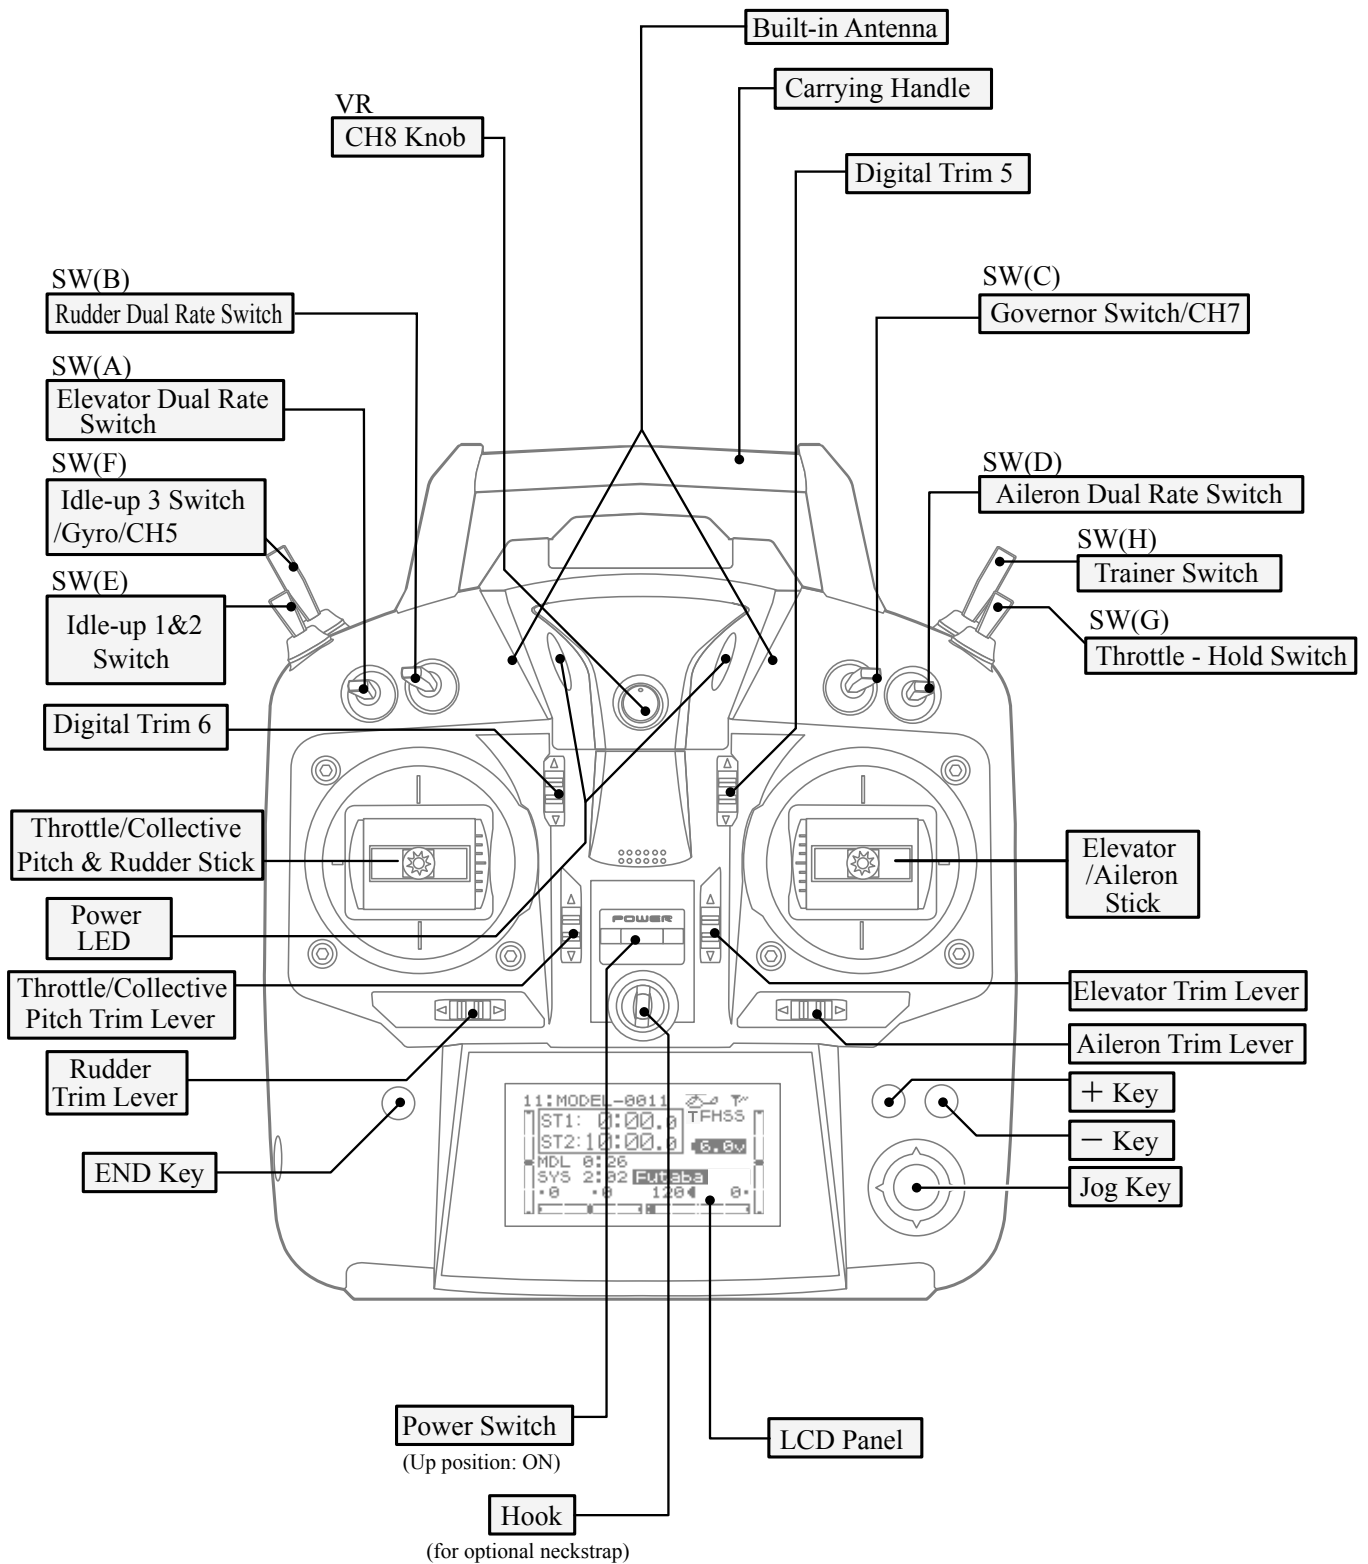 Built-in Antenna
Carrying Handle
VR
CH8 Knob
Digital Trim 5
SW(B)
Rudder Dual Rate Switch
SW(C)
Governor Switch/CH7
SW(A)
Elevator Dual Rate
Switch
SW(F)
Idle-up 3 Switch
/Gyro/CH5
SW(D)
Aileron Dual Rate Switch
SW(H)
Trainer Switch
SW(E)
Idle-up 1&2
Switch
SW(G)
Throttle - Hold Switch
Digital Trim 6
Throttle/Collective
Pitch & Rudder Stick
Elevator
/Aileron
Stick
Power
LED
POWER
Throttle/Collective
Pitch Trim Lever
Elevator Trim Lever
Aileron Trim Lever
Rudder
Trim Lever
+ Key
− Key
END Key
Jog Key
11:MODEL-0011
TFHSS
ST1: 0:00.0
ST2:10:00.0
6.0v
MDL 0:26
SYS 2:02 Futaba
0 0 120 0
Power Switch
(Up position: ON)
LCD Panel
Hook
(for optional neckstrap)